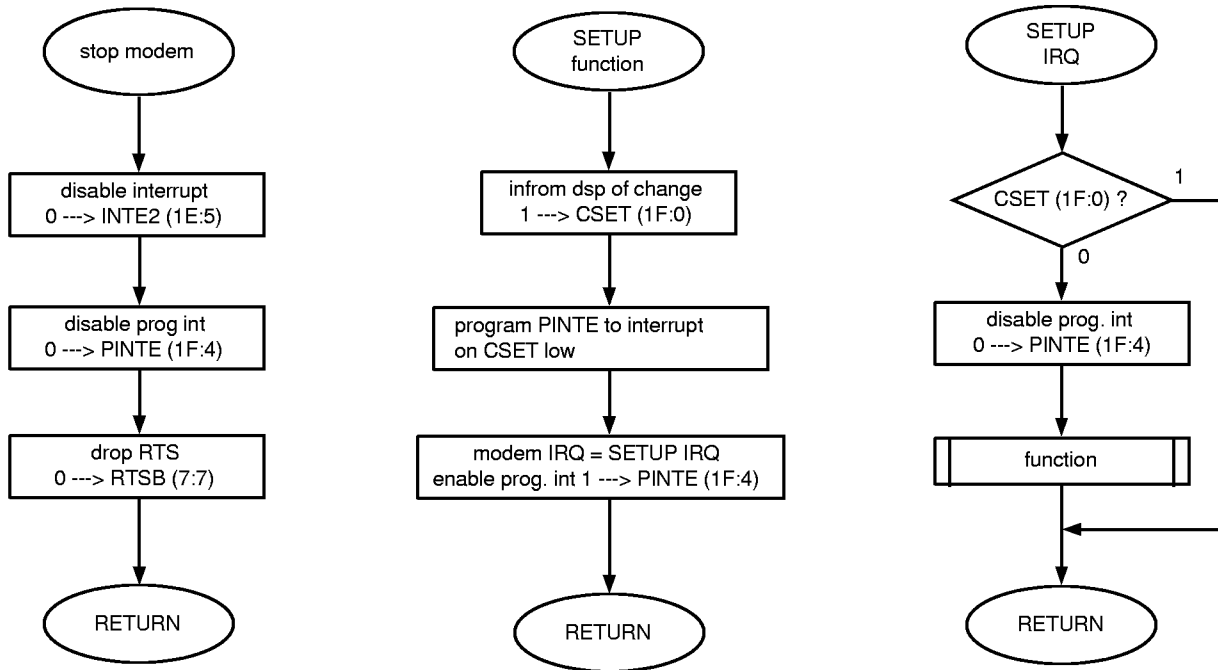 stop modem
disable interrupt
0 ---> INTE2 (1E:5)
disable prog int
0 ---> PINTE (1F:4)
drop RTS
0 ---> RTSB (7:7)
RETURN
SETUP
function
infrom dsp of change
1 ---> CSET (1F:0)
program PINTE to interrupt
on CSET low
modem IRQ = SETUP IRQ
enable prog. int 1 ---> PINTE (1F:4)
RETURN
SETUP
IRQ
CSET (1F:0) ?
1
0
disable prog. int
0 ---> PINTE (1F:4)
function
RETURN